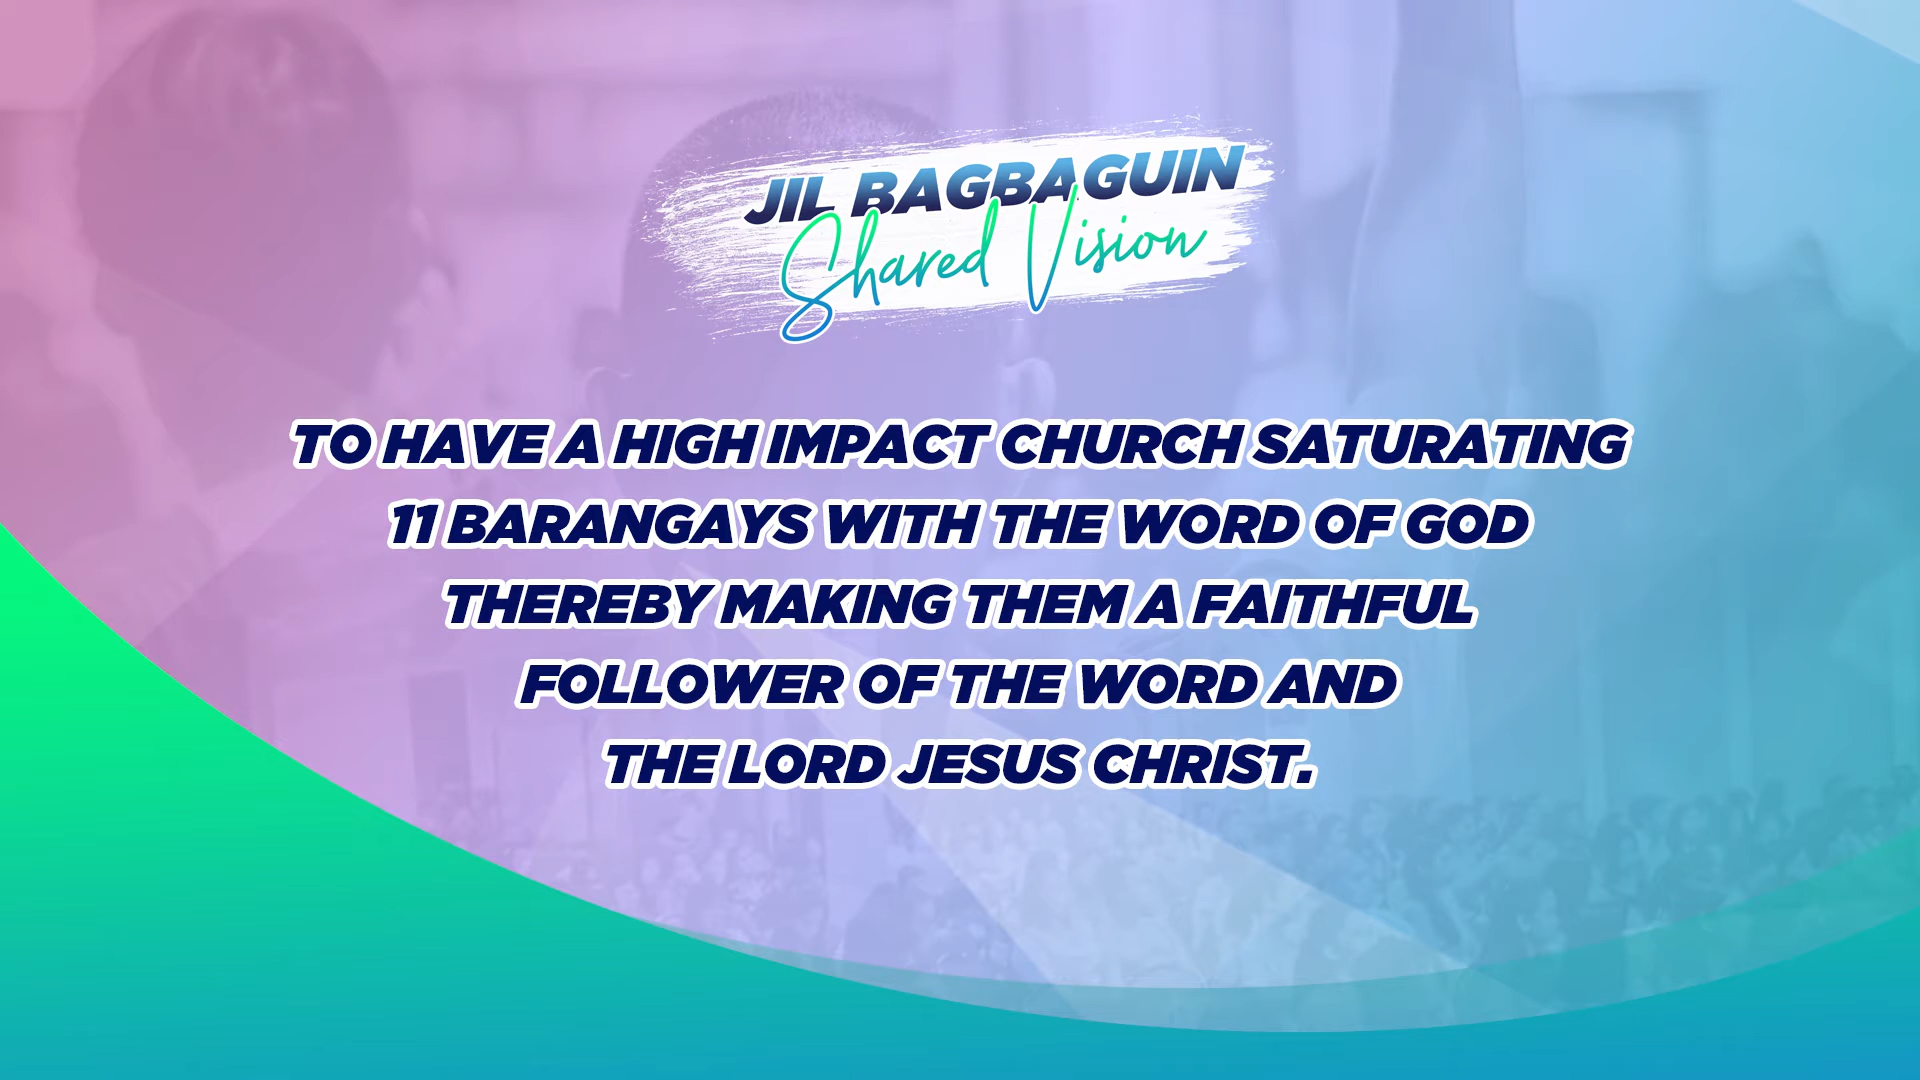 JIL BAGBAGUIN
Shared Vision
TO HAVE A HIGH IMPACT CHURCH SATURATING
11 BARANGAYS WITH THE WORD OF GOD
THEREBY MAKING THEM A FAITHFUL
FOLLOWER OF THE WORD AND
THE LORD JESUS CHRIST.